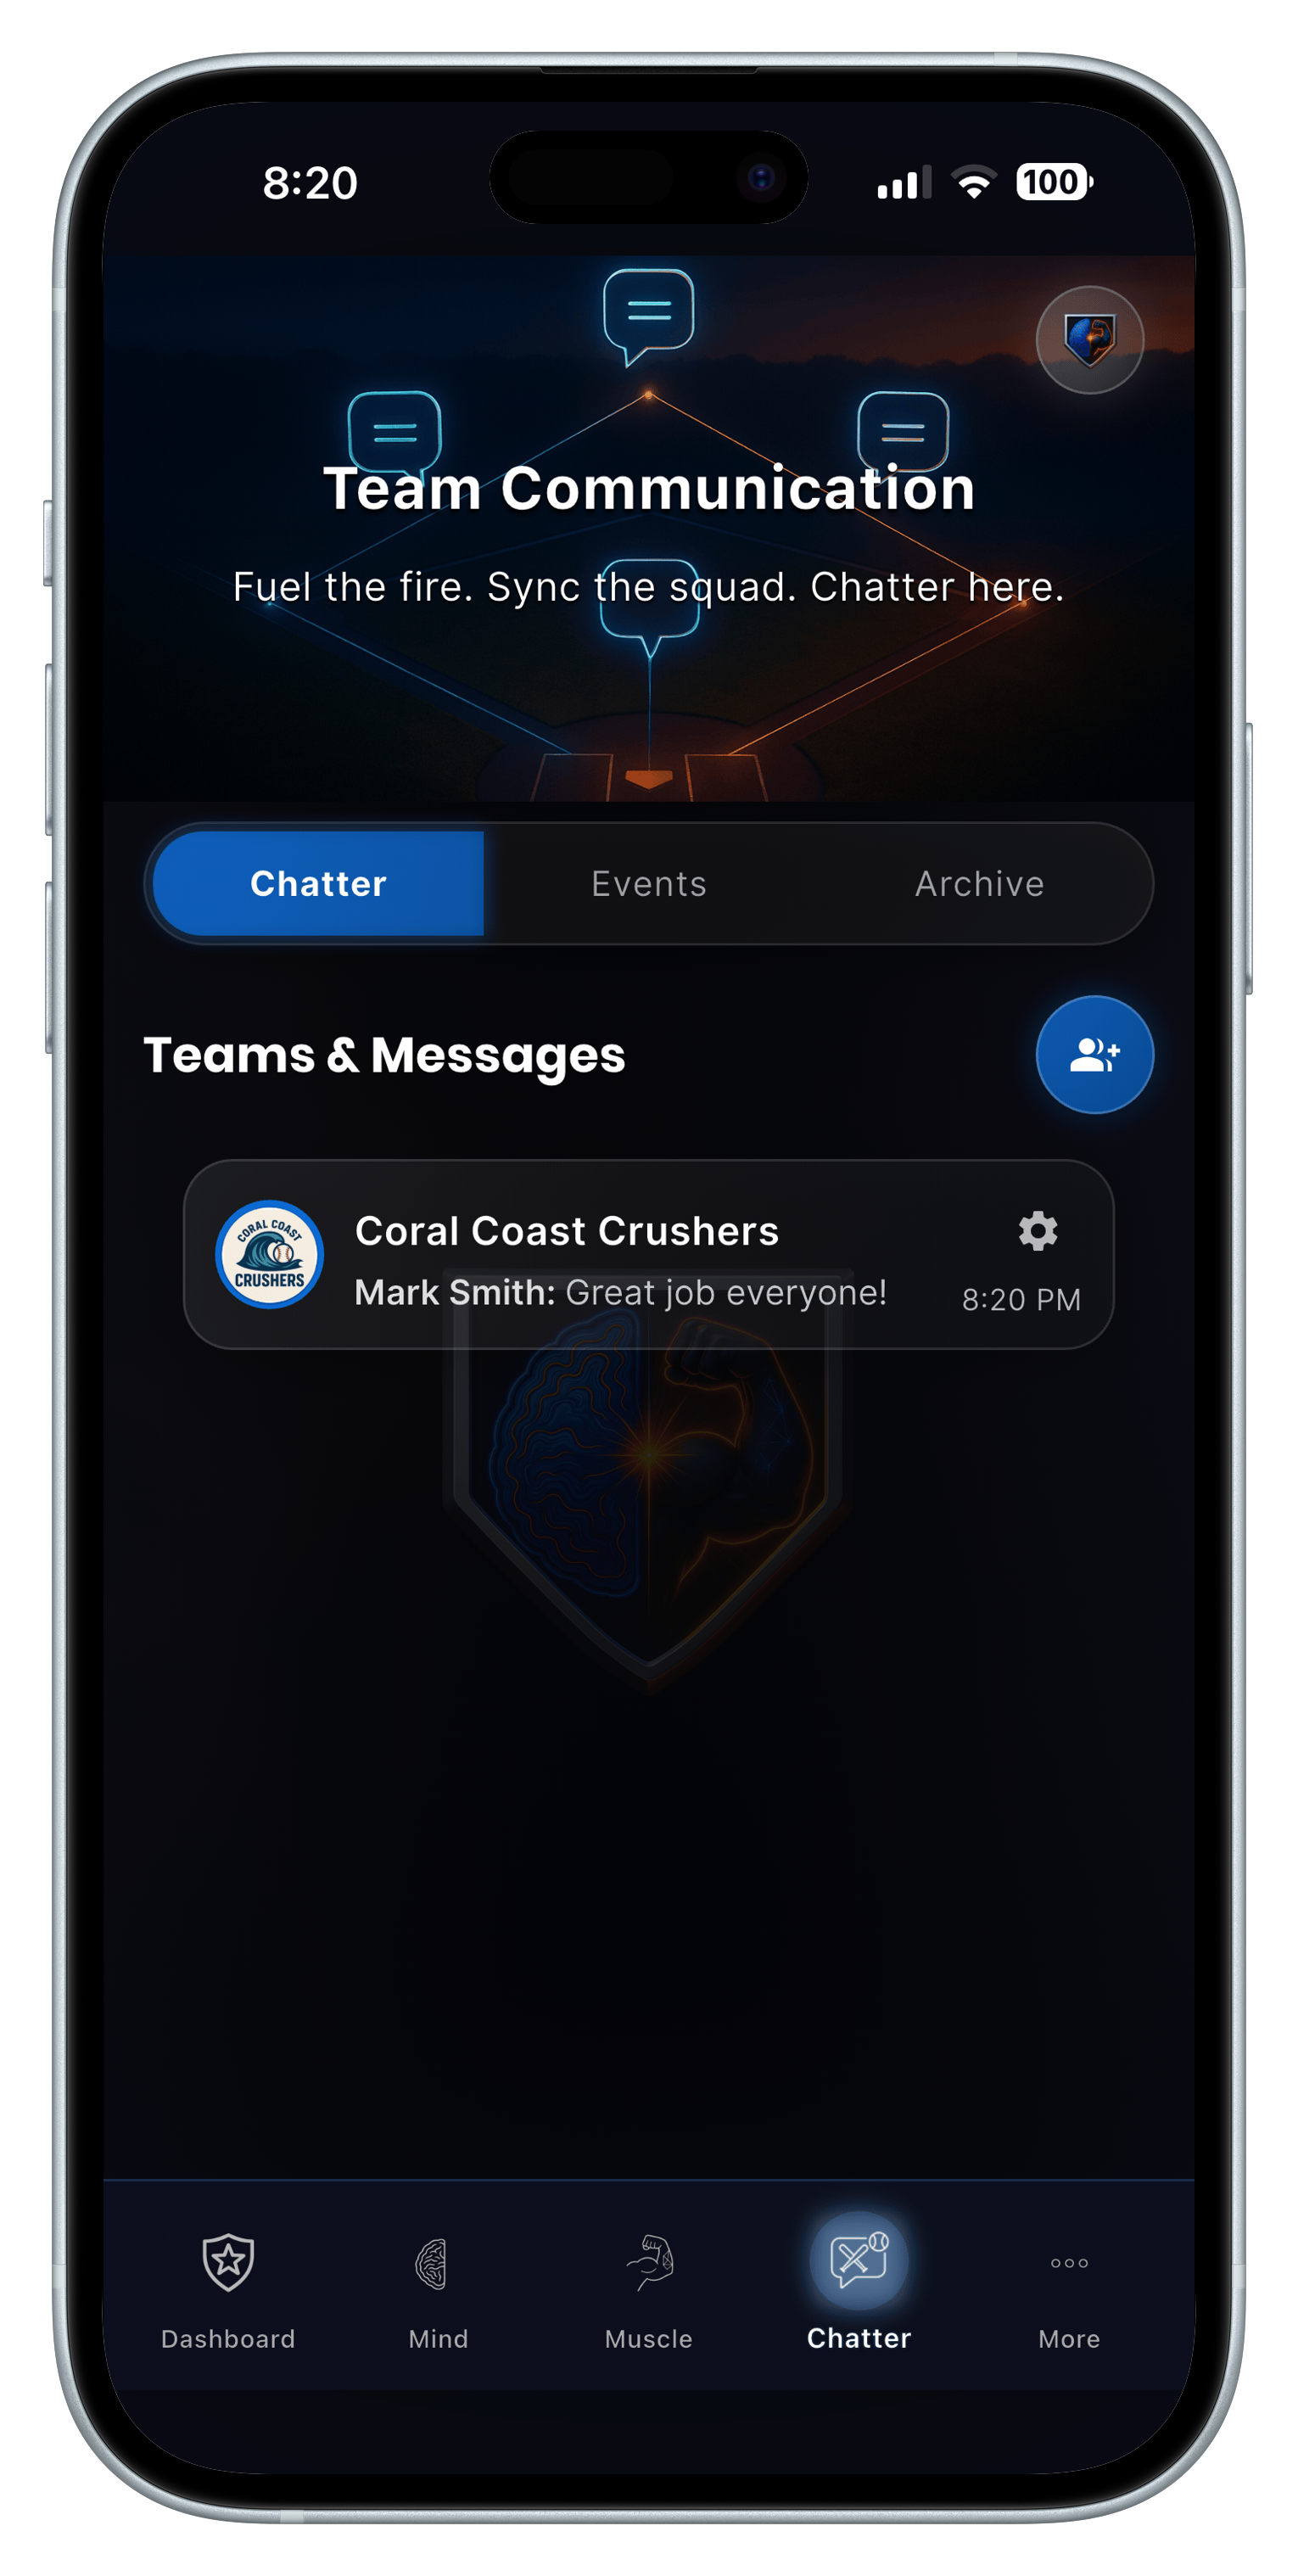 8:20
100
Team Communication
Fuel the fire. Sync the squad. Chatter here.
Chatter
Events
Archive
Teams & Messages
CORAL COAST
CRUSHERS
Coral Coast Crushers
Mark Smith: Great job everyone!
8:20 PM
Dashboard
Mind
Muscle
Chatter
More